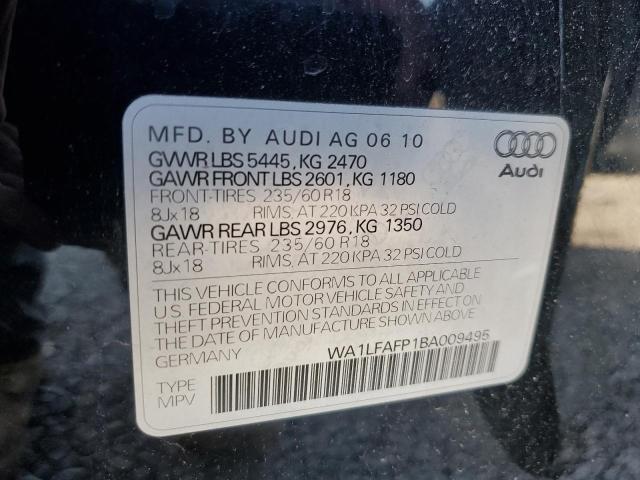 MFD. BY AUDI AG 06 10
GVWR LBS 5445, KG 2470
GAWR FRONT LBS 2601, KG 1180
FRONT-TIRES 235/60 R18
8Jx18 RIMS, AT 220 KPA 32 PSI COLD
GAWR REAR LBS 2976, KG 1350
REAR-TIRES 235/60 R18
8Jx18 RIMS, AT 220 KPA 32 PSI COLD
Audi
THIS VEHICLE CONFORMS TO ALL APPLICABLE
U S FEDERAL MOTOR VEHICLE SAFETY AND
THEFT PREVENTION STANDARDS IN EFFECT ON
THE DATE OF MANUFACTURE SHOWN ABOVE
GERMANY WA1LFAFP1BA009495
TYPE
MPV